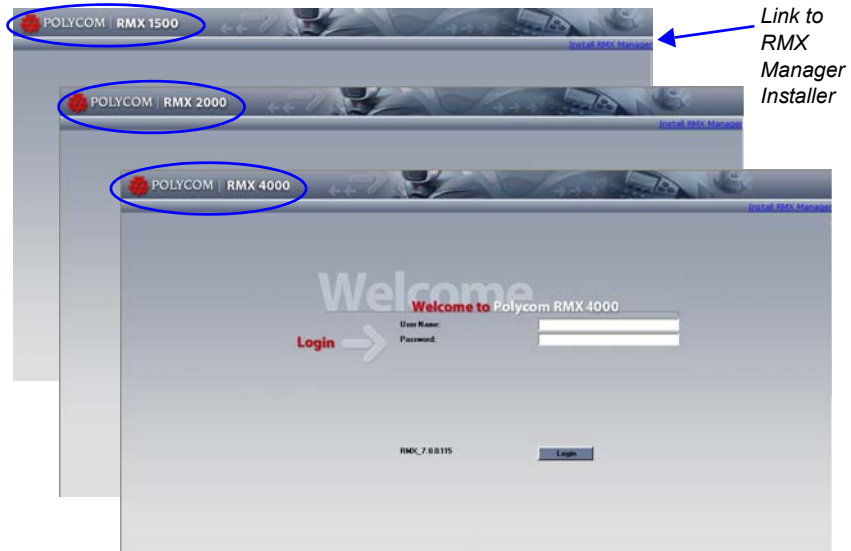 POLYCOM | RMX 1500
Install RMX Manager
Link to
RMX
Manager
Installer
POLYCOM | RMX 2000
Install RMX Manager
POLYCOM | RMX 4000
Install RMX Manager
Welcome
Welcome to Polycom RMX 4000
User Name:
Login
Password:
RMX_7.0.0.115
Login